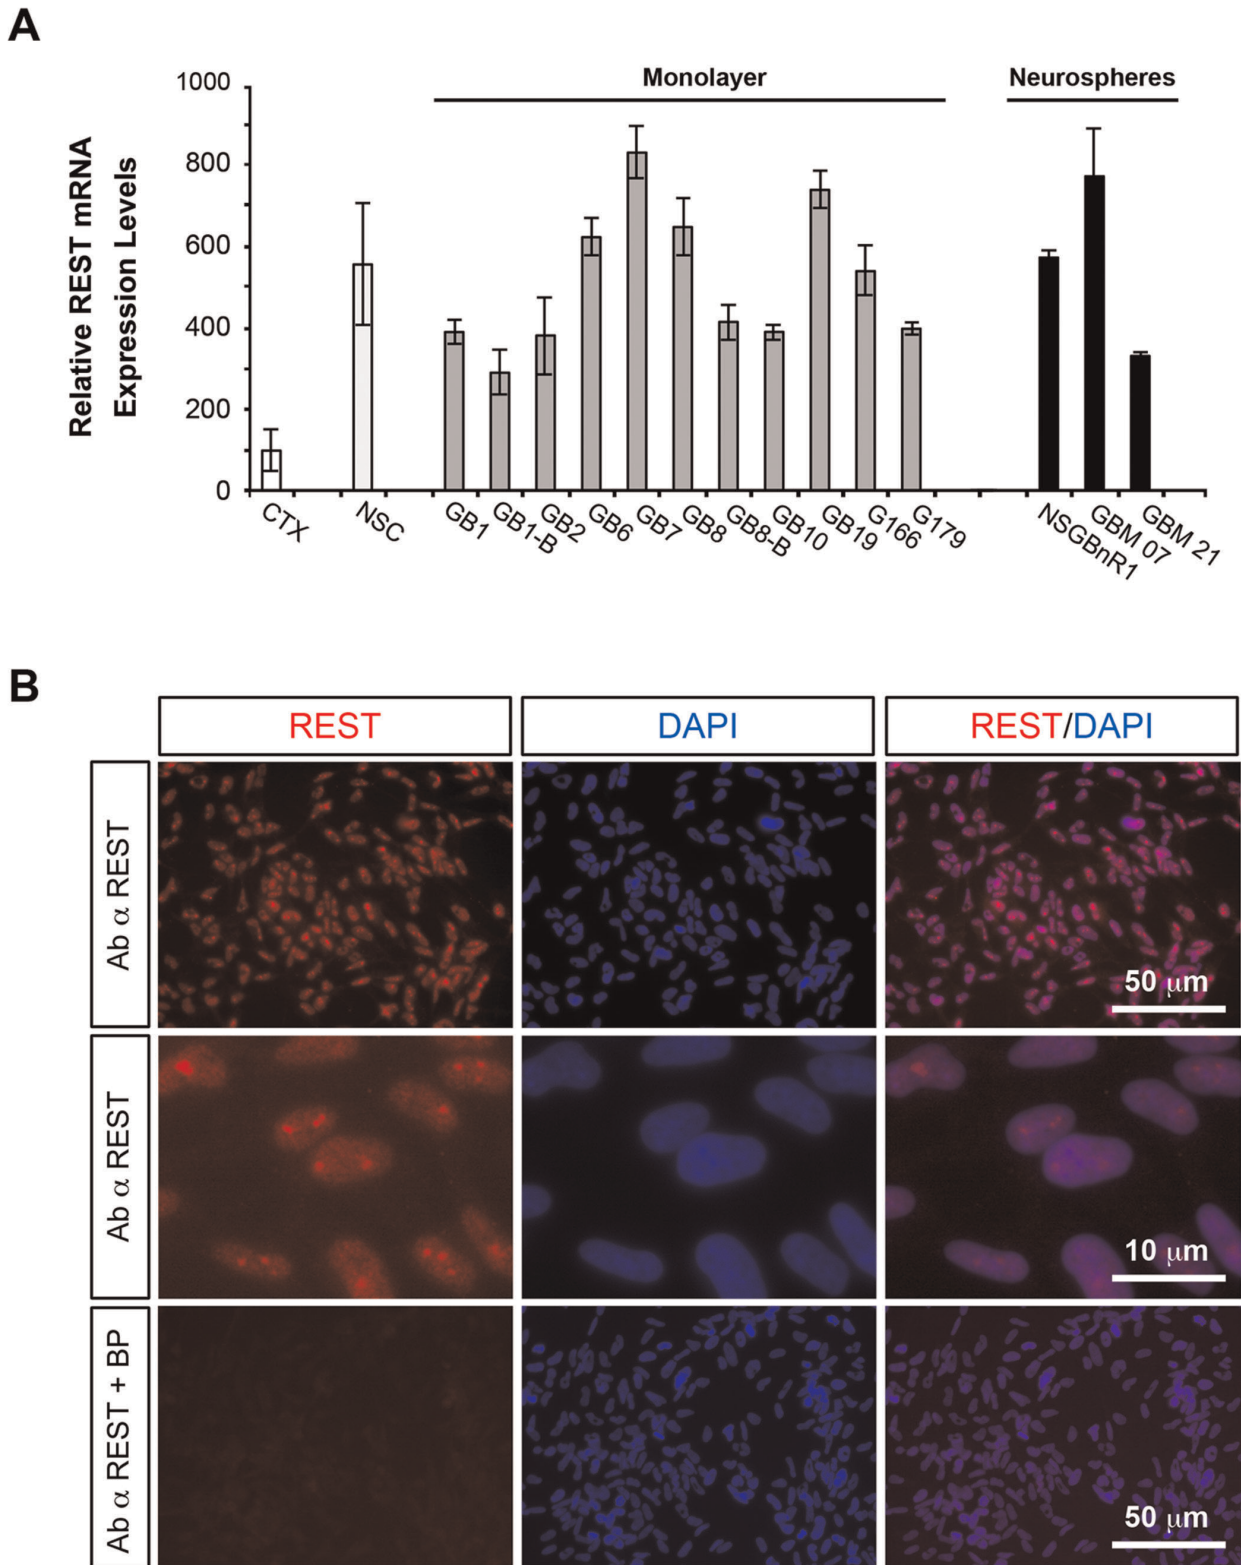 A
Monolayer
Neurospheres
Relative REST mRNA
Expression Levels
1000
800
600
400
200
0
CTX
NSC
GB1
GB1-B
GB2
GB6
GB7
GB8
GB8-B
GB10
GB19
G166
G179
NSGBnR1
GBM 07
GBM 21
B
REST
DAPI
REST/DAPI
Ab α REST
50 μm
Ab α REST
10 μm
Ab α REST + BP
50 μm